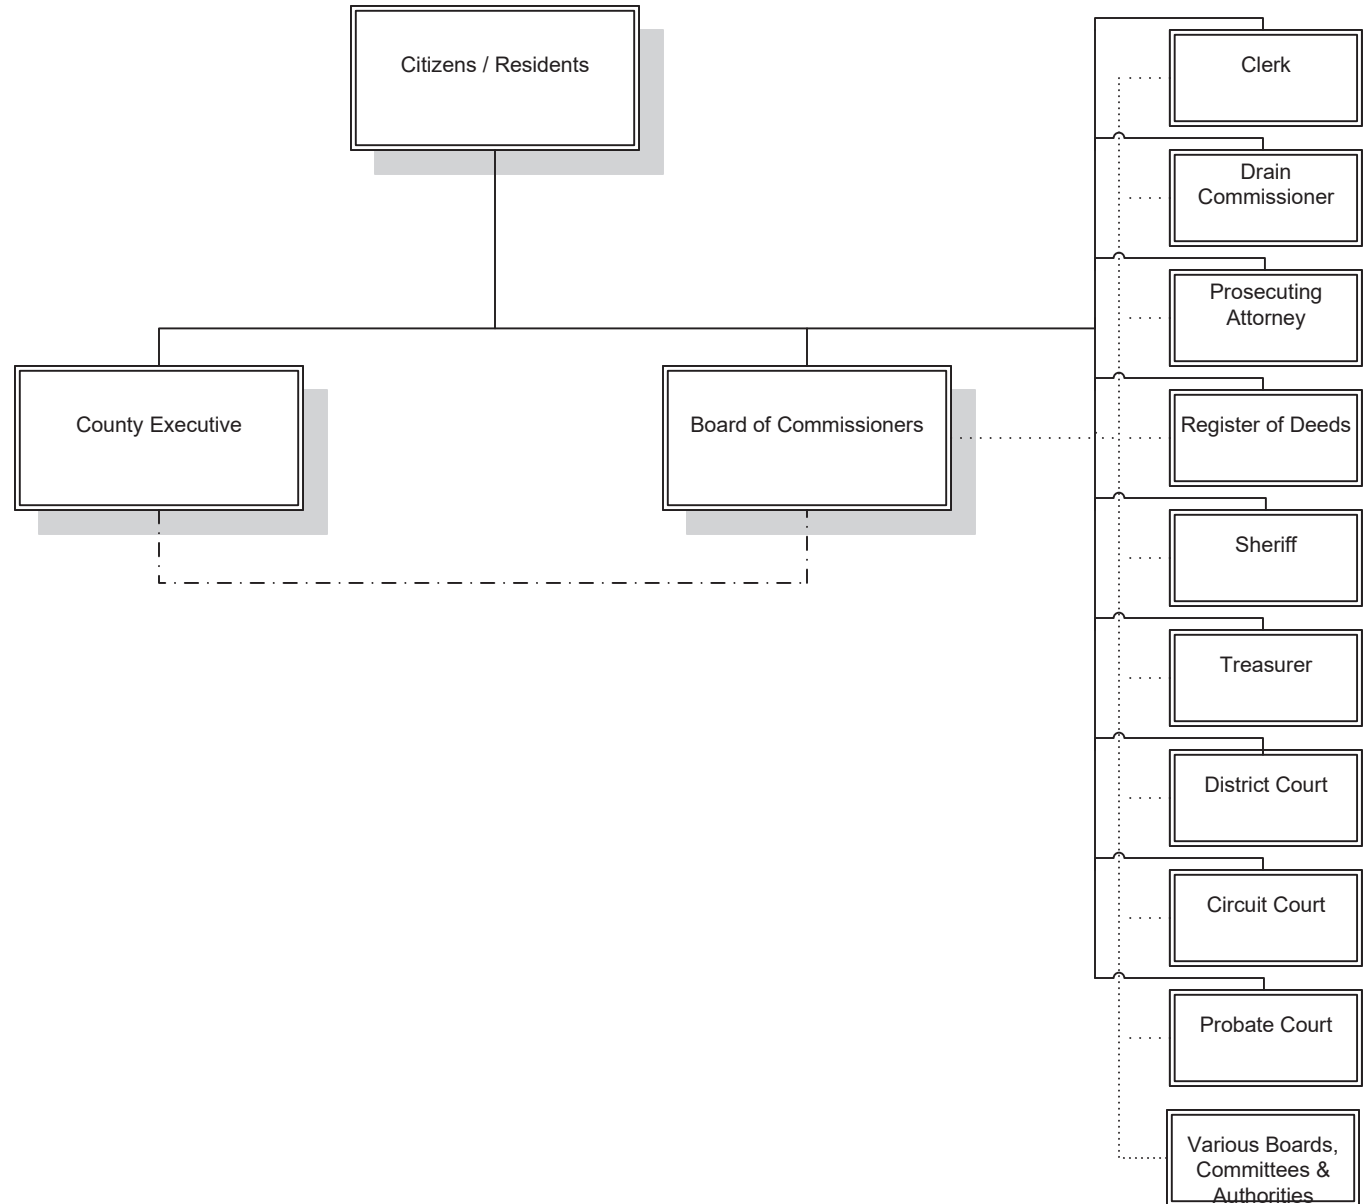 Citizens / Residents
Clerk
Drain
Commissioner
Prosecuting
Attorney
County Executive
Board of Commissioners
Register of Deeds
Sheriff
Treasurer
District Court
Circuit Court
Probate Court
Various Boards,
Committees &
Authorities